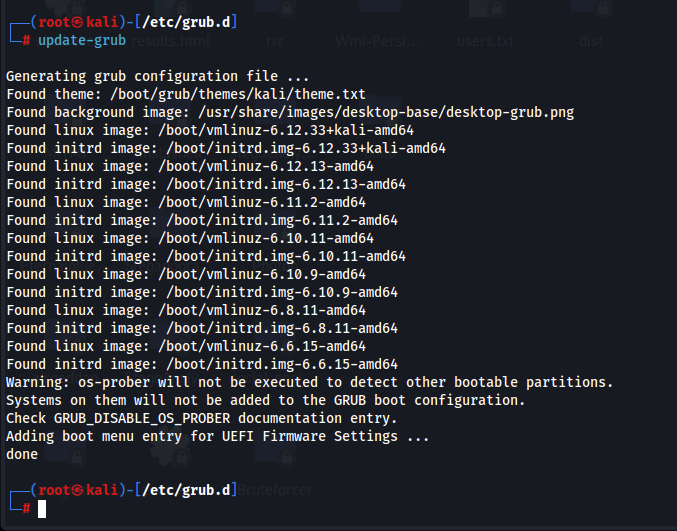 ┌──(root㉿kali)-[/etc/grub.d]
└─# update-grub
results.html rrr Wmi-Persi... users.txt dist
Generating grub configuration file ...
Found theme: /boot/grub/themes/kali/theme.txt
Found background image: /usr/share/images/desktop-base/desktop-grub.png
Found linux image: /boot/vmlinuz-6.12.33+kali-amd64
Found initrd image: /boot/initrd.img-6.12.33+kali-amd64
Found linux image: /boot/vmlinuz-6.12.13-amd64
Found initrd image: /boot/initrd.img-6.12.13-amd64
Found linux image: /boot/vmlinuz-6.11.2-amd64
Found initrd image: /boot/initrd.img-6.11.2-amd64
Found linux image: /boot/vmlinuz-6.10.11-amd64
Found initrd image: /boot/initrd.img-6.10.11-amd64
Found linux image: /boot/vmlinuz-6.10.9-amd64
Found initrd image: /boot/initrd.img-6.10.9-amd64
Found linux image: /boot/vmlinuz-6.8.11-amd64
Found initrd image: /boot/initrd.img-6.8.11-amd64
Found linux image: /boot/vmlinuz-6.6.15-amd64
Found initrd image: /boot/initrd.img-6.6.15-amd64
Warning: os-prober will not be executed to detect other bootable partitions.
Systems on them will not be added to the GRUB boot configuration.
Check GRUB_DISABLE_OS_PROBER documentation entry.
Adding boot menu entry for UEFI Firmware Settings ...
done
┌──(root㉿kali)-[/etc/grub.d]
Bruteforcer
└─#